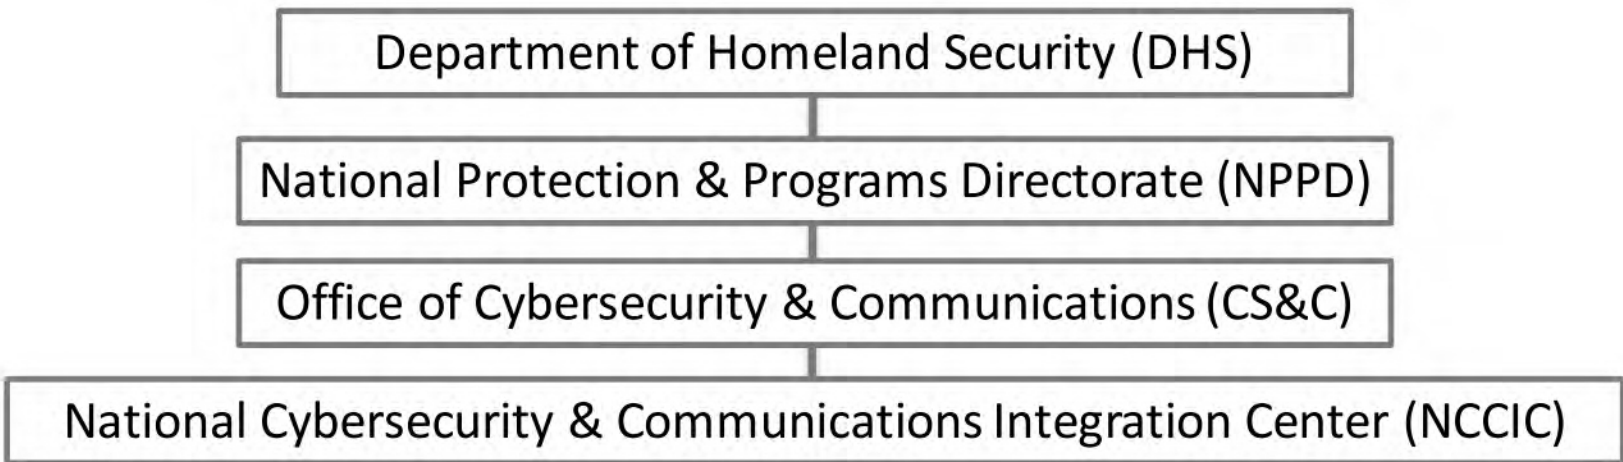 Department of Homeland Security (DHS)
National Protection & Programs Directorate (NPPD)
Office of Cybersecurity & Communications (CS&C)
National Cybersecurity & Communications Integration Center (NCCIC)